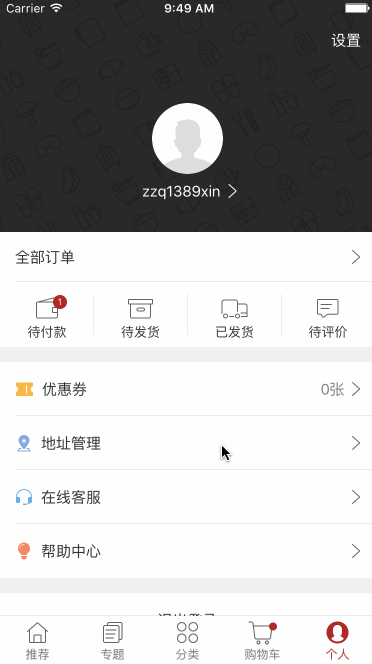 Carrier 9:49 AM
设置
zzq1389xin
全部订单
1
待付款 待发货 已发货 待评价
优惠券 0张
地址管理
在线客服
帮助中心
推荐 专题 分类 购物车 个人